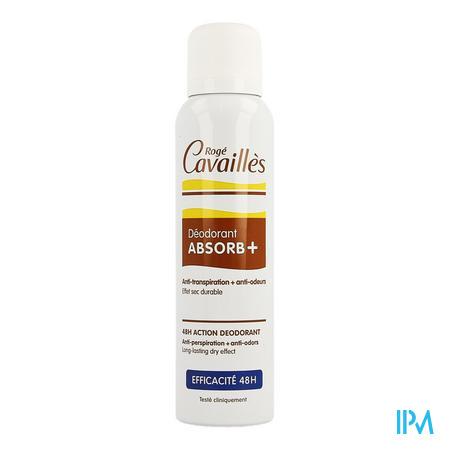 Rogé
Cavaillès
Déodorant
ABSORB+
Anti-transpiration + anti-odeurs
Effet sec durable
48H ACTION DEODORANT
Anti-perspiration + anti-odors
Long-lasting dry effect
EFFICACITÉ 48H
Testé cliniquement
IPM